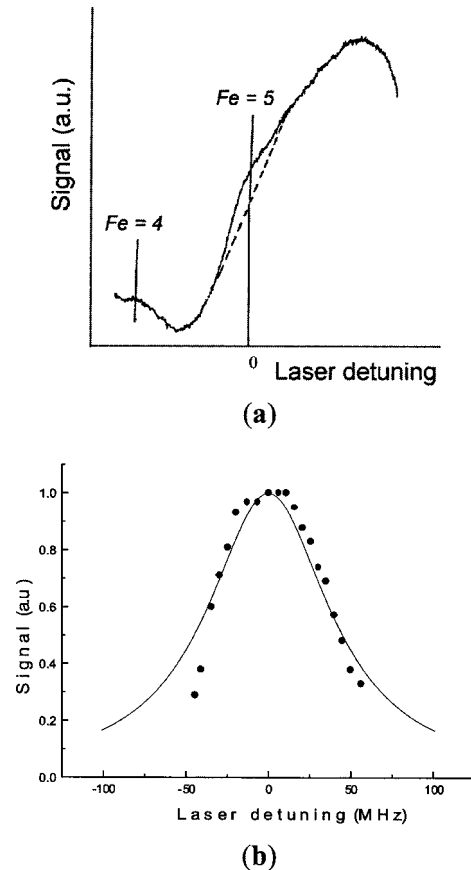 Signal (a.u.)
Fe = 5
Fe = 4
0
Laser detuning
(a)
Signal (a.u)
1.0
0.8
0.6
0.4
0.2
0.0
-100
-50
0
50
100
Laser detuning (MHz)
(b)